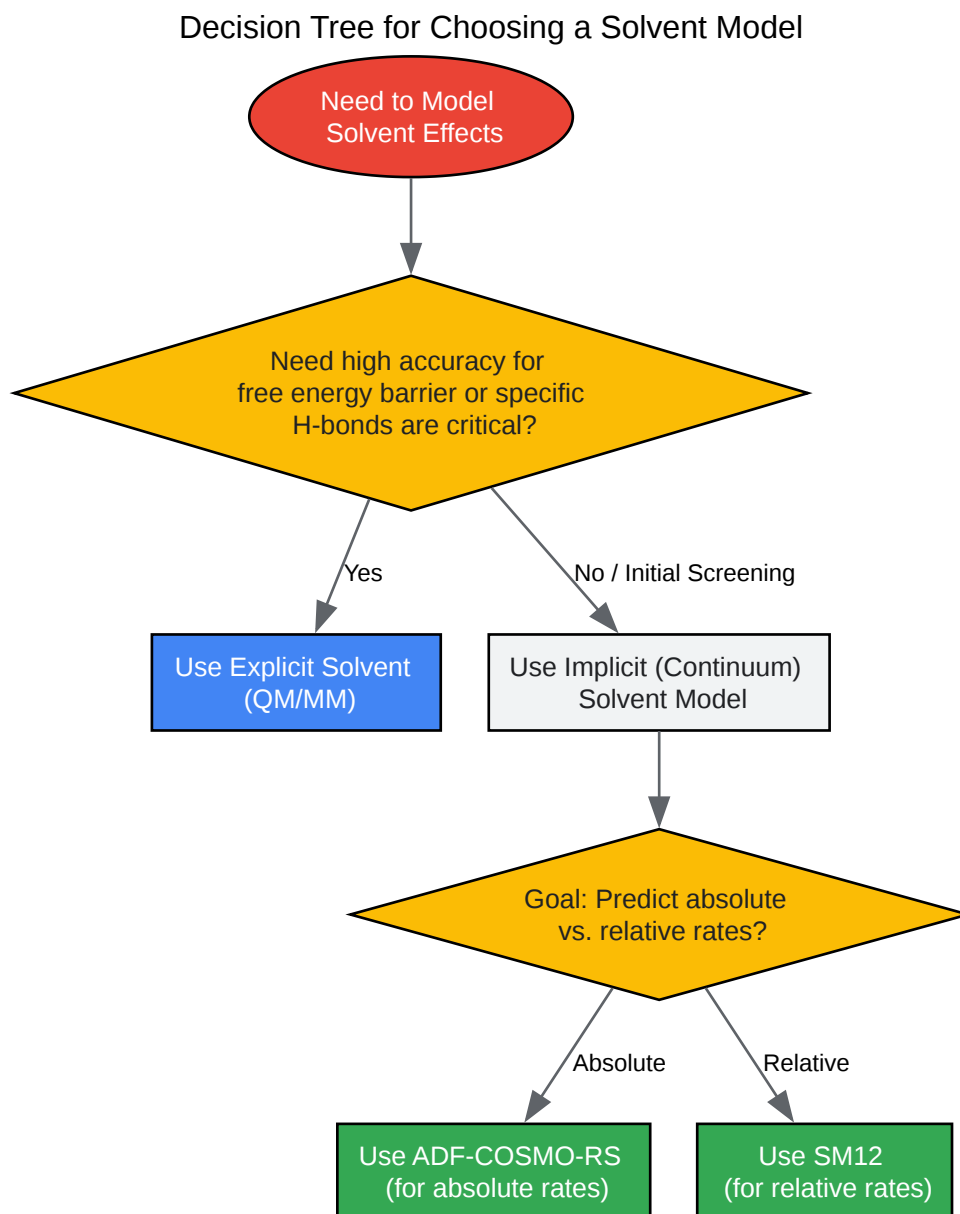 Decision Tree for Choosing a Solvent Model
Need to Model
Solvent Effects
Need high accuracy for
free energy barrier or specific
H-bonds are critical?
Yes
No / Initial Screening
Use Explicit Solvent
(QM/MM)
Use Implicit (Continuum)
Solvent Model
Goal: Predict absolute
vs. relative rates?
Absolute
Relative
Use ADF-COSMO-RS
(for absolute rates)
Use SM12
(for relative rates)